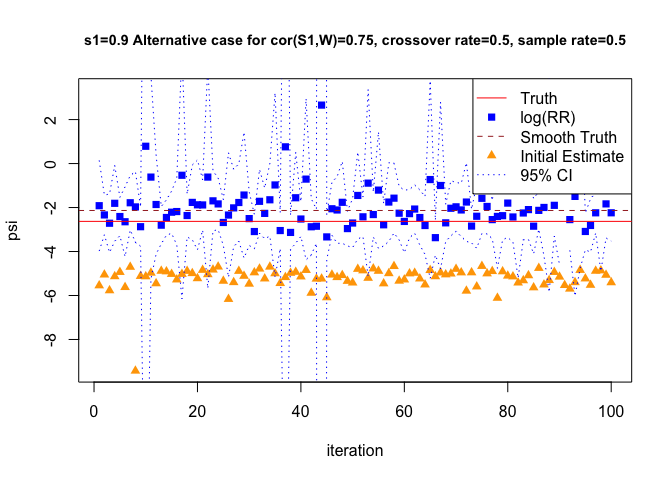 s1=0.9 Alternative case for cor(S1,W)=0.75, crossover rate=0.5, sample rate=0.5
Truth
log(RR)
Smooth Truth
Initial Estimate
95% CI
psi
2
0
-2
-4
-6
-8
0 20 40 60 80 100
iteration